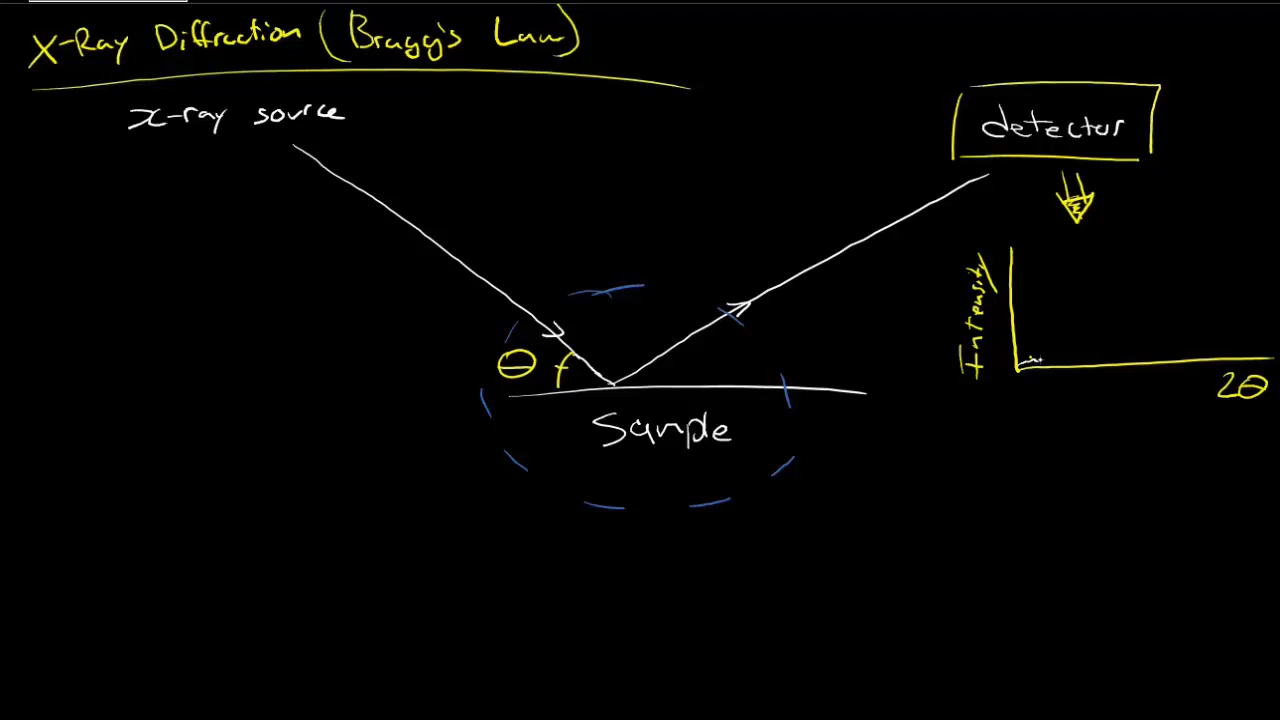 X-Ray Diffraction (Bragg's Law)
x-ray source
detector
Intensity
θ
2θ
Sample